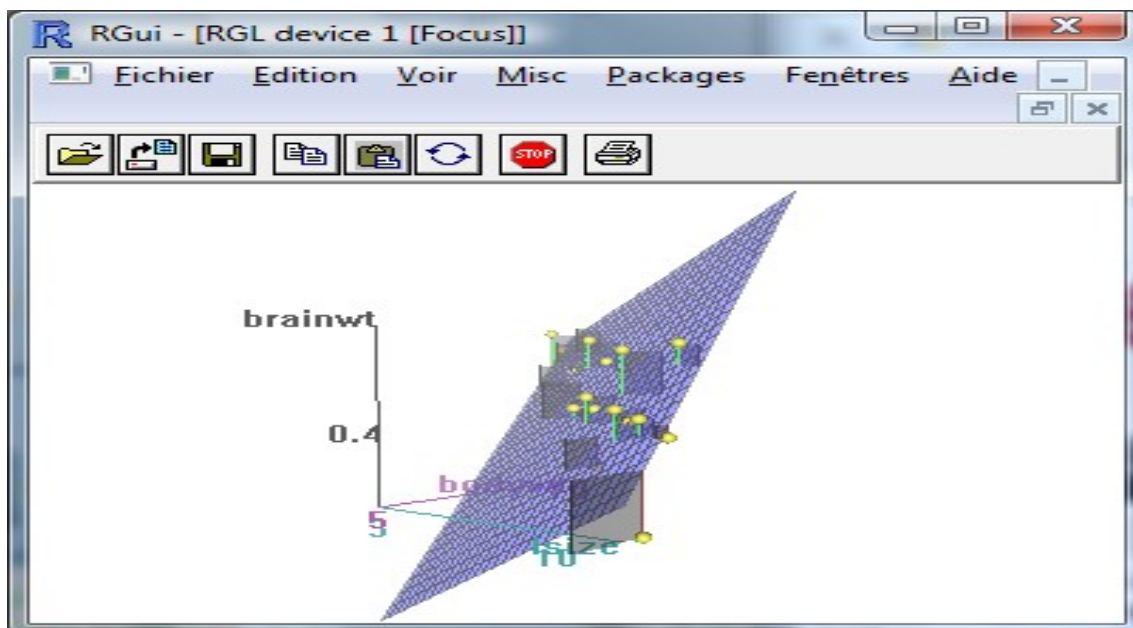 RGui - [RGL device 1 [Focus]]
Fichier Edition Voir Misc Packages Fenêtres Aide
STOP
brainwt
0.4
5
lsize
10